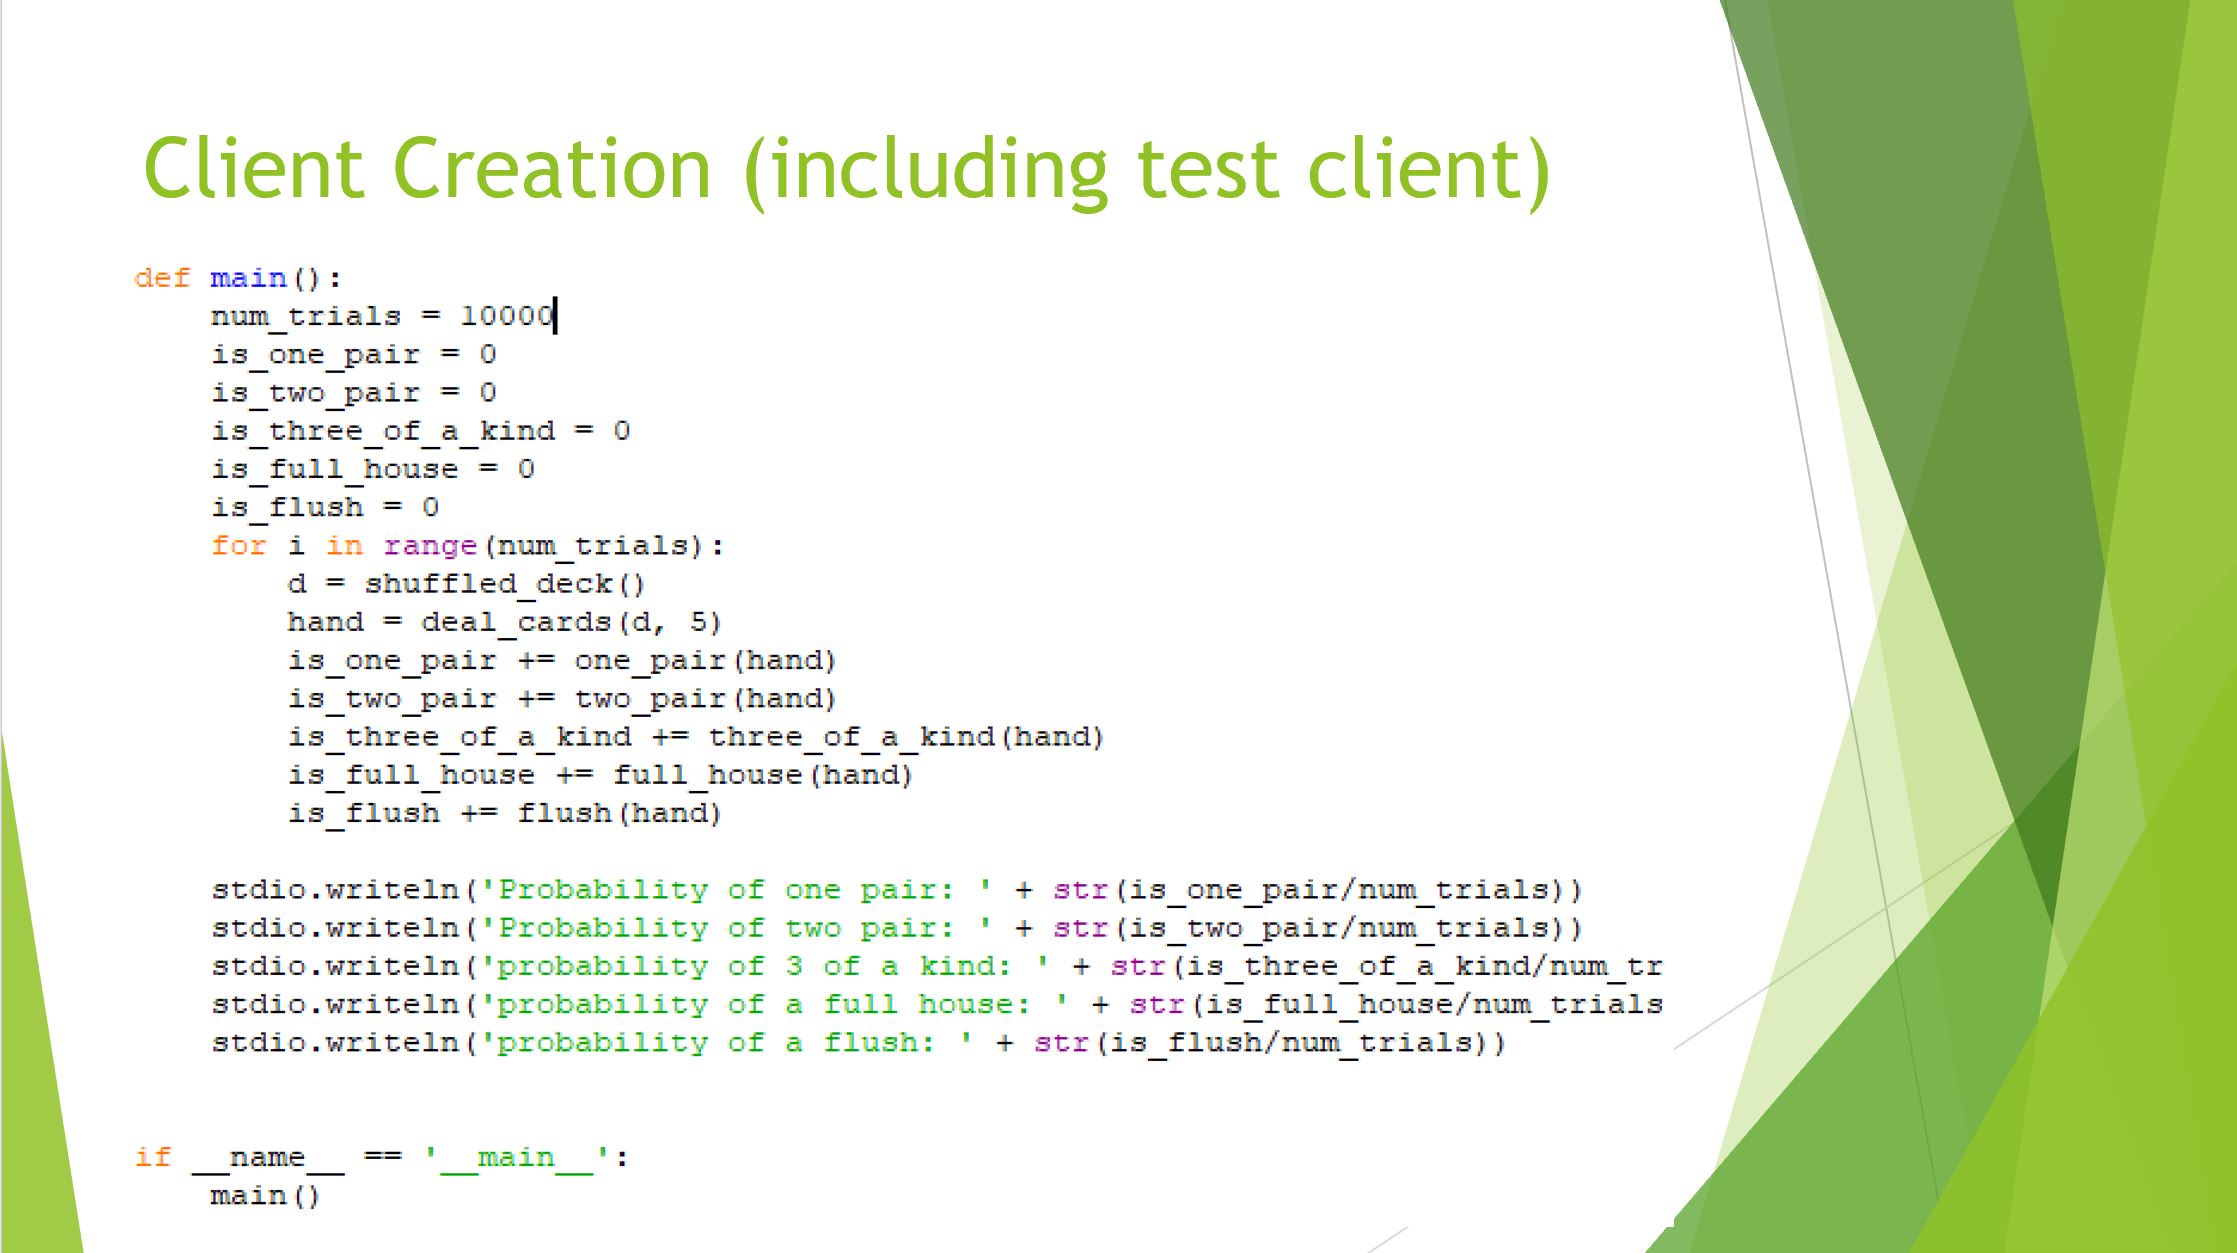 Client Creation (including test client)
def main():
    num_trials = 10000
    is_one_pair = 0
    is_two_pair = 0
    is_three_of_a_kind = 0
    is_full_house = 0
    is_flush = 0
    for i in range(num_trials):
        d = shuffled_deck()
        hand = deal_cards(d, 5)
        is_one_pair += one_pair(hand)
        is_two_pair += two_pair(hand)
        is_three_of_a_kind += three_of_a_kind(hand)
        is_full_house += full_house(hand)
        is_flush += flush(hand)
    stdio.writeln('Probability of one pair: ' + str(is_one_pair/num_trials))
    stdio.writeln('Probability of two pair: ' + str(is_two_pair/num_trials))
    stdio.writeln('probability of 3 of a kind: ' + str(is_three_of_a_kind/num_tr
    stdio.writeln('probability of a full house: ' + str(is_full_house/num_trials
    stdio.writeln('probability of a flush: ' + str(is_flush/num_trials))
if __name__ == '__main__':
    main()